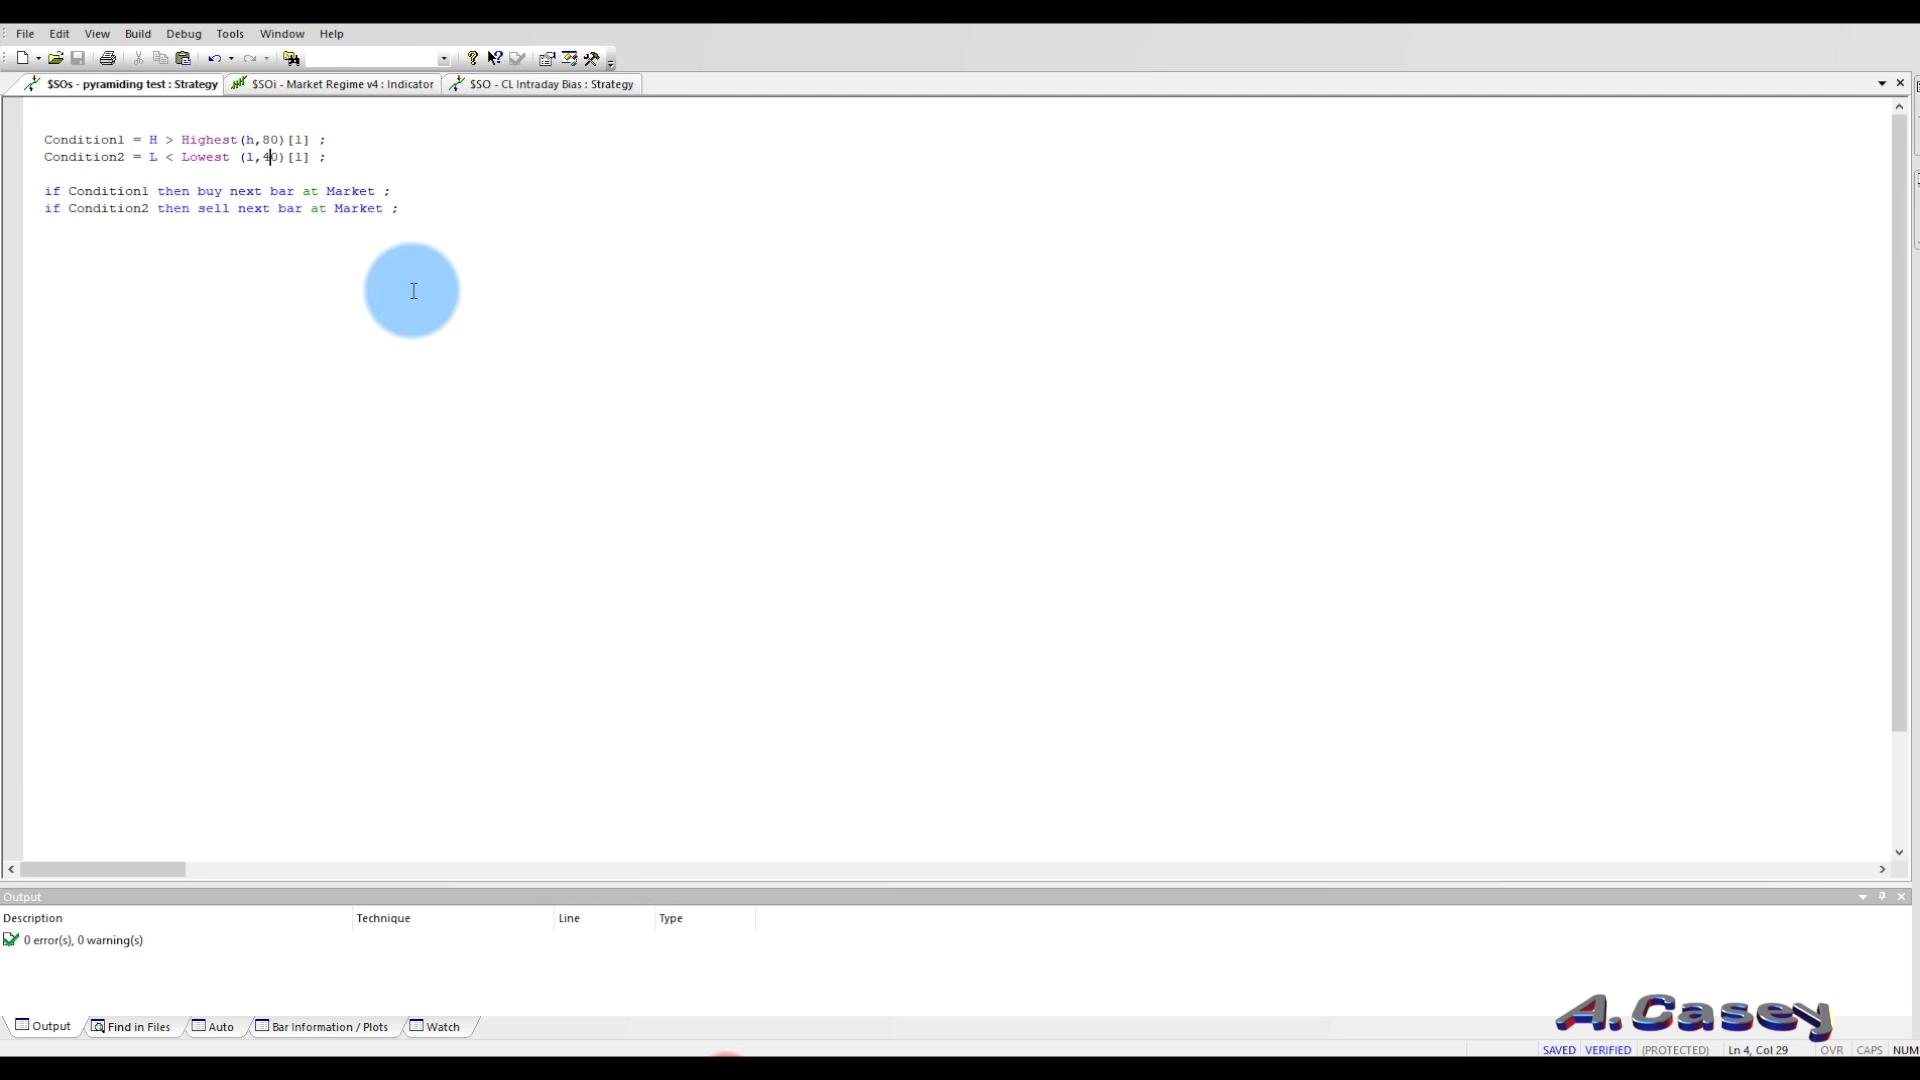 File Edit View Build Debug Tools Window Help
$SOs - pyramiding test : Strategy $SOi - Market Regime v4 : Indicator $SO - CL Intraday Bias : Strategy
Condition1 = H > Highest(h,80)[1] ;
Condition2 = L < Lowest (l,40)[1] ;
if Condition1 then buy next bar at Market ;
if Condition2 then sell next bar at Market ;
Output
Description Technique Line Type
0 error(s), 0 warning(s)
Output Find in Files Auto Bar Information / Plots Watch
A.Casey
SAVED VERIFIED (PROTECTED) Ln 4, Col 29 OVR CAPS NUM